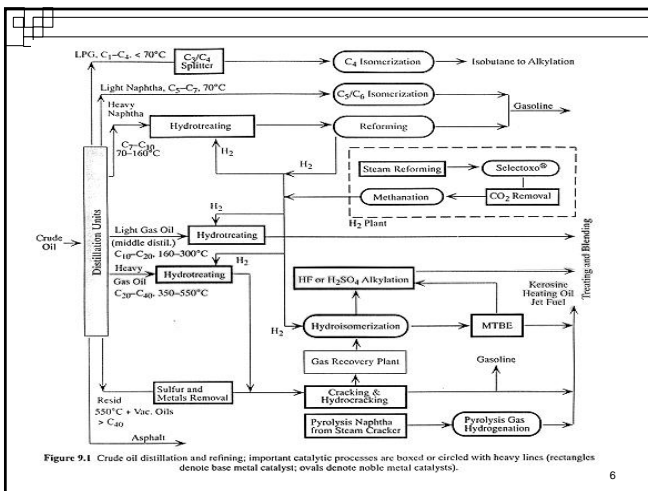 LPG, C₁–C₄, < 70°C
C₃/C₄
Splitter
C₄ Isomerization
Isobutane to Alkylation
Light Naphtha, C₅–C₇, 70°C
C₅/C₆ Isomerization
Gasoline
Heavy
Naphtha
Hydrotreating
Reforming
C₇–C₁₀
70–160°C
H₂
H₂
Steam Reforming
Selectoxo®
Methanation
CO₂ Removal
H₂ Plant
Crude
Oil
Distillation Units
H₂
Light Gas Oil
(middle distil.)
Hydrotreating
C₁₀–C₂₀, 160–300°C
Heavy
Gas Oil
Hydrotreating
H₂
C₂₀–C₄₀, 350–550°C
HF or H₂SO₄ Alkylation
Treating and Blending
Kerosine
Heating Oil
Jet Fuel
H₂
Hydroisomerization
MTBE
Gas Recovery Plant
Gasoline
Resid
550°C + Vac. Oils
> C₄₀
Sulfur and
Metals Removal
Cracking &
Hydrocracking
Pyrolysis Naphtha
from Steam Cracker
Pyrolysis Gas
Hydrogenation
Asphalt
Figure 9.1 Crude oil distillation and refining; important catalytic processes are boxed or circled with heavy lines (rectangles
denote base metal catalyst; ovals denote noble metal catalysts).
6